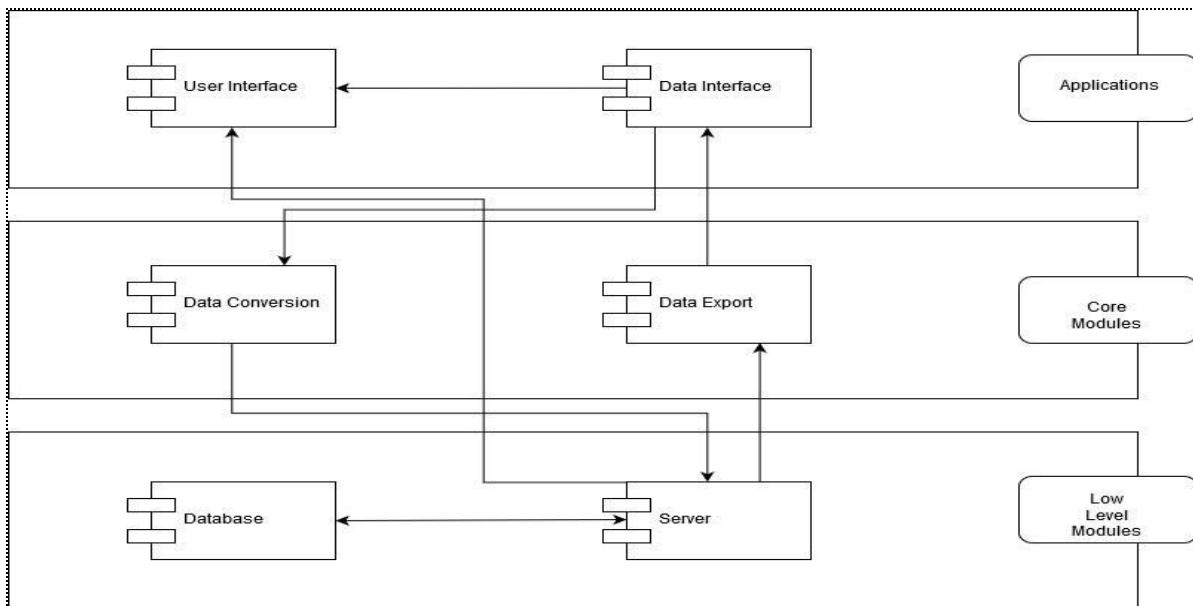 User Interface
Data Interface
Applications
Data Conversion
Data Export
Core
Modules
Database
Server
Low
Level
Modules